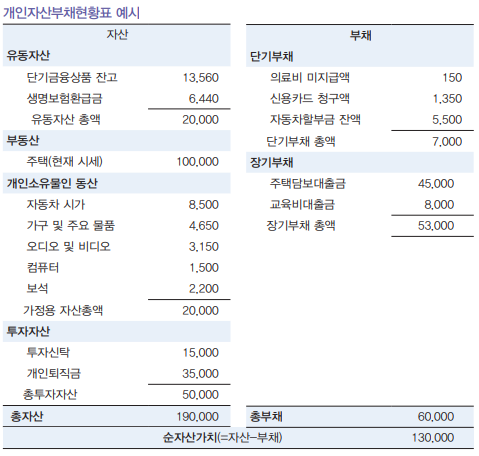 개인자산부채현황표 예시
자산
유동자산
단기금융상품 잔고 13,560
생명보험환급금 6,440
유동자산 총액 20,000
부동산
주택(현재 시세) 100,000
개인소유물인 동산
자동차 시가 8,500
가구 및 주요 물품 4,650
오디오 및 비디오 3,150
컴퓨터 1,500
보석 2,200
가정용 자산총액 20,000
투자자산
투자신탁 15,000
개인퇴직금 35,000
총투자자산 50,000
총자산 190,000
부채
단기부채
의료비 미지급액 150
신용카드 청구액 1,350
자동차할부금 잔액 5,500
단기부채 총액 7,000
장기부채
주택담보대출금 45,000
교육비대출금 8,000
장기부채 총액 53,000
총부채 60,000
순자산가치(=자산-부채) 130,000